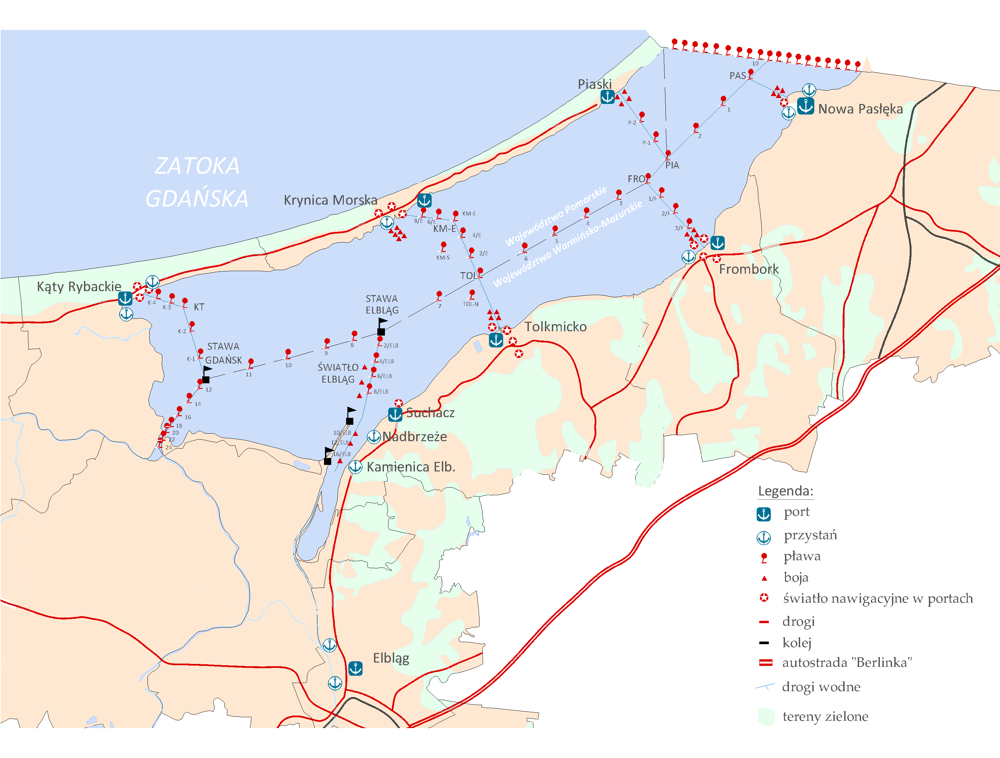 10
PAS
Piaski
Nowa Pasłęka
1
P-2
2
P-1
ZATOKA
GDAŃSKA
PIA
FRO
Województwo Pomorskie
Województwo Warmińsko-Mazurskie
Krynica Morska
1/F
3
KM-E
2/F
8/E
6/E
KM-E
4
3/F
4/E
5
2/E
KM-S
6
Frombork
TOL
Kąty Rybackie
STAWA
ELBLĄG
K-4
K-3
KT
7
TOL-N
Tolkmicko
K-2
STAWA
GDAŃSK
K-1
8
2/ELB
9
10
4/ELB
ŚWIATŁO
ELBLĄG
11
6/ELB
12
8/ELB
14
Suchacz
16
18
20
22
24
10/ELB
Nadbrzeże
12/ELB
16/ELB
Kamienica Elb.
Elbląg
Legenda:
port
przystań
pława
boja
światło nawigacyjne w portach
drogi
kolej
autostrada "Berlinka"
drogi wodne
tereny zielone